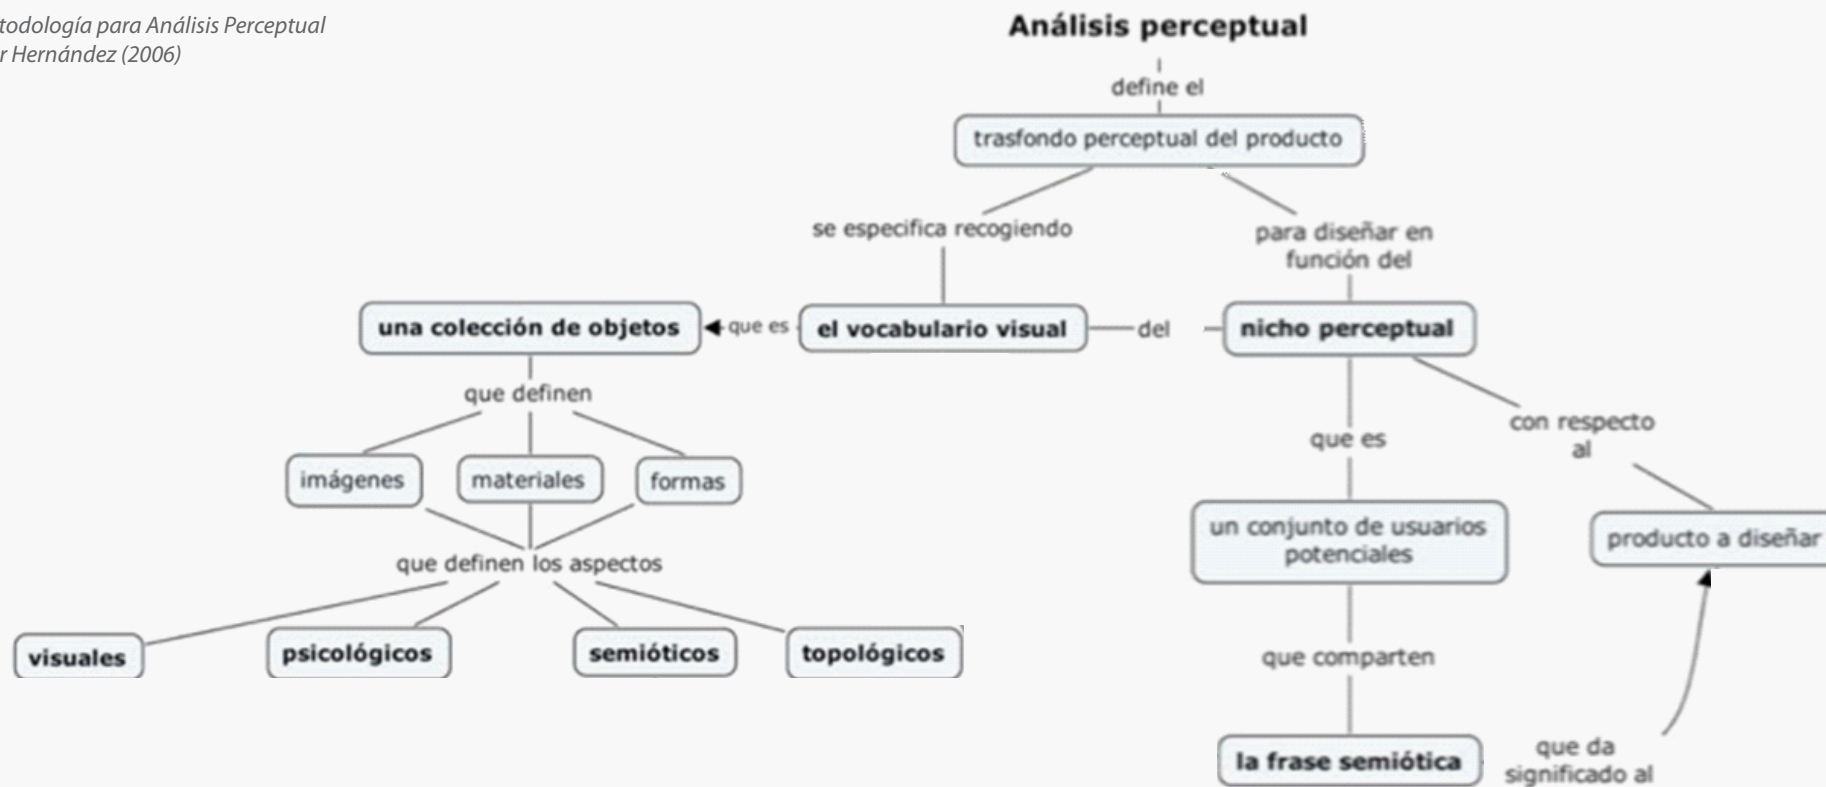 todología para Análisis Perceptual
r Hernández (2006)
Análisis perceptual
define el
trasfondo perceptual del producto
se especifica recogiendo
para diseñar en
función del
una colección de objetos
que es
el vocabulario visual
del
nicho perceptual
que definen
imágenes
materiales
formas
que definen los aspectos
visuales
psicológicos
semióticos
topológicos
que es
con respecto
al
un conjunto de usuarios
potenciales
producto a diseñar
que comparten
la frase semiótica
que da
significado al